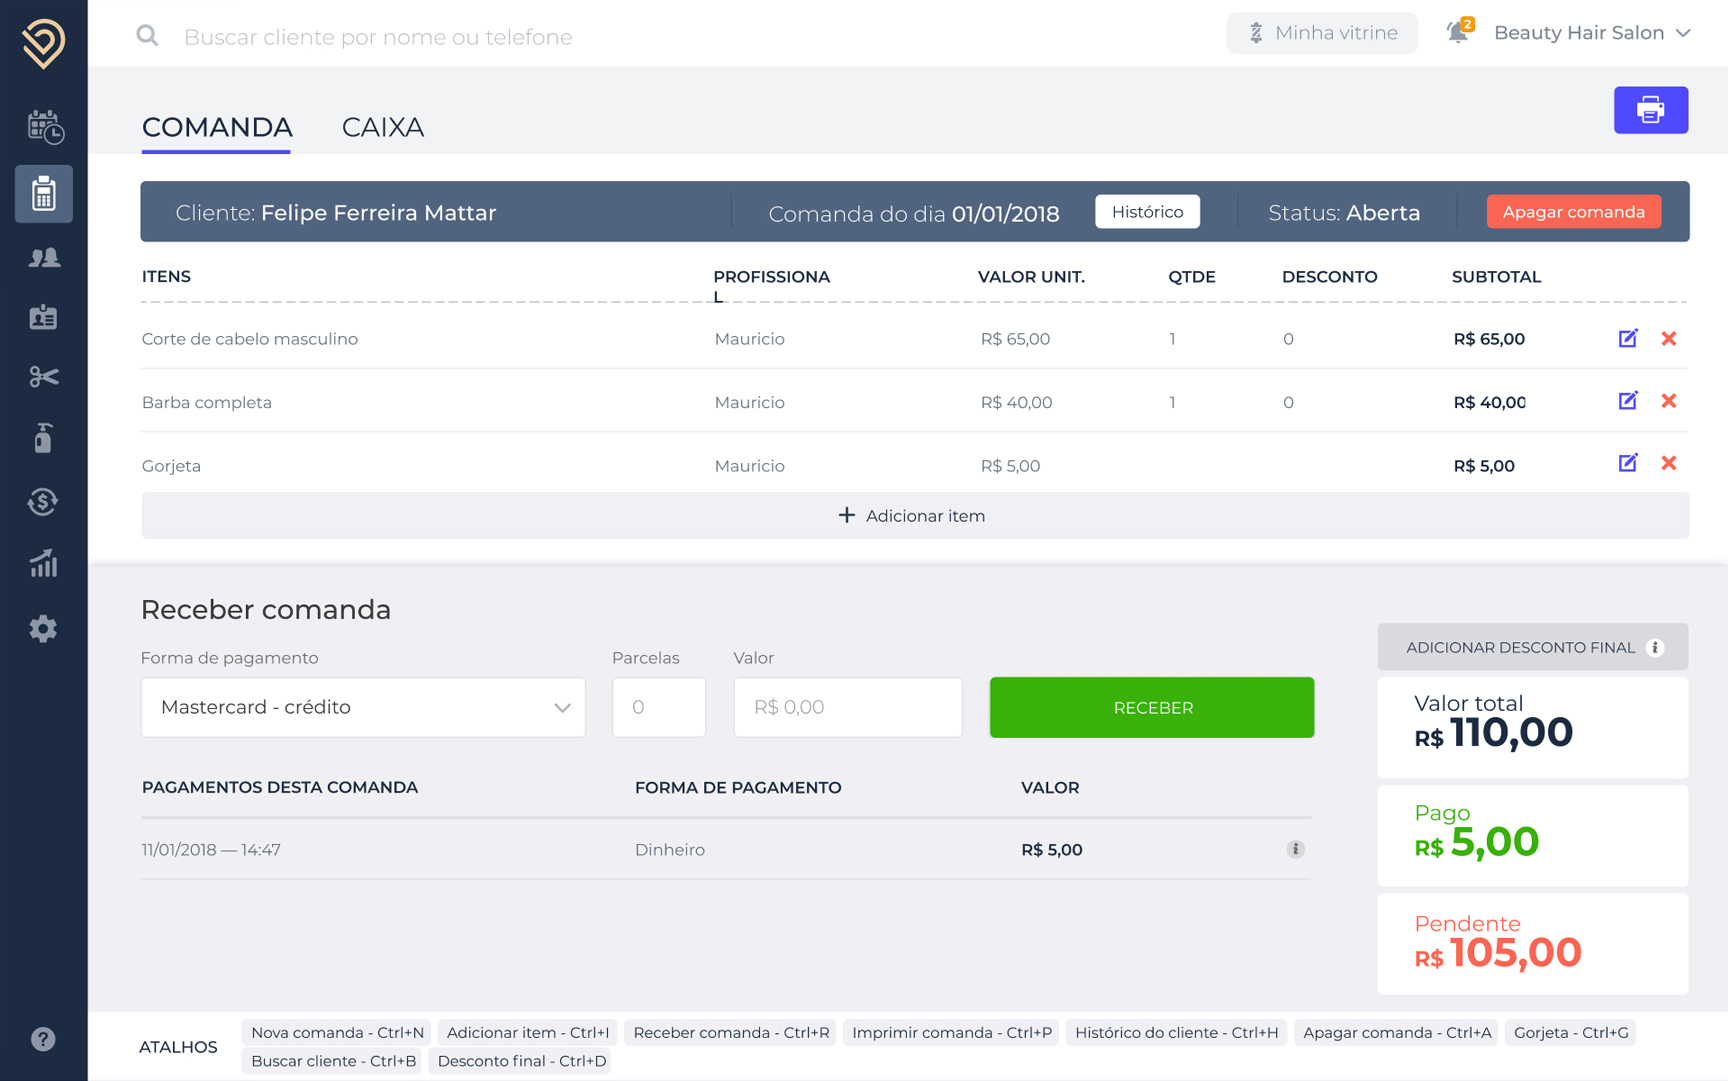 Buscar cliente por nome ou telefone
Minha vitrine
2
Beauty Hair Salon
COMANDA
CAIXA
Cliente: Felipe Ferreira Mattar
Comanda do dia 01/01/2018
Histórico
Status: Aberta
Apagar comanda
ITENS PROFISSIONA VALOR UNIT. QTDE DESCONTO SUBTOTAL
L
Corte de cabelo masculino Mauricio R$ 65,00 1 0 R$ 65,00
Barba completa Mauricio R$ 40,00 1 0 R$ 40,00
Gorjeta Mauricio R$ 5,00 R$ 5,00
+ Adicionar item
Receber comanda
Forma de pagamento Parcelas Valor
Mastercard - crédito 0 R$ 0,00 RECEBER
PAGAMENTOS DESTA COMANDA FORMA DE PAGAMENTO VALOR
11/01/2018 — 14:47 Dinheiro R$ 5,00 i
ADICIONAR DESCONTO FINAL i
Valor total
R$ 110,00
Pago
R$ 5,00
Pendente
R$ 105,00
?
ATALHOS
Nova comanda - Ctrl+N Adicionar item - Ctrl+I Receber comanda - Ctrl+R Imprimir comanda - Ctrl+P Histórico do cliente - Ctrl+H Apagar comanda - Ctrl+A Gorjeta - Ctrl+G
Buscar cliente - Ctrl+B Desconto final - Ctrl+D